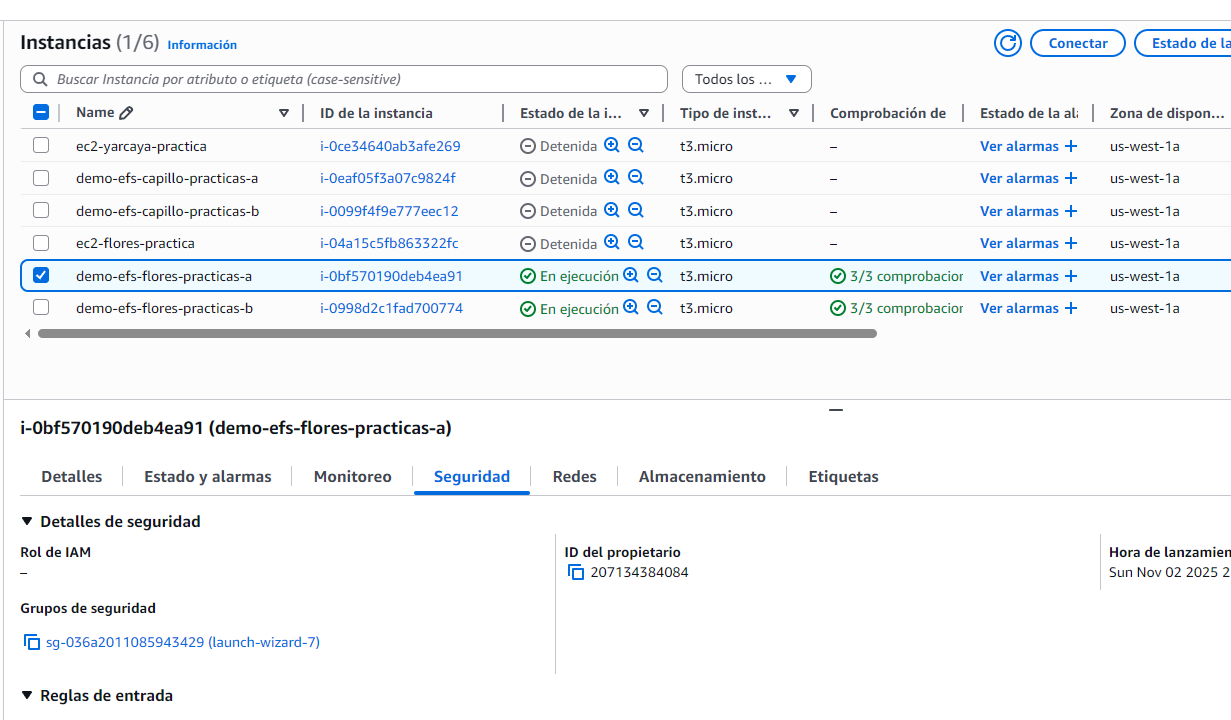 Instancias (1/6) Información
Conectar
Estado de la
Buscar Instancia por atributo o etiqueta (case-sensitive)
Todos los ...
Name ID de la instancia Estado de la i... Tipo de inst... Comprobación de Estado de la al Zona de dispon...
ec2-yarcaya-practica i-0ce34640ab3afe269 Detenida t3.micro – Ver alarmas + us-west-1a
demo-efs-capillo-practicas-a i-0eaf05f3a07c9824f Detenida t3.micro – Ver alarmas + us-west-1a
demo-efs-capillo-practicas-b i-0099f4f9e777eec12 Detenida t3.micro – Ver alarmas + us-west-1a
ec2-flores-practica i-04a15c5fb863322fc Detenida t3.micro – Ver alarmas + us-west-1a
demo-efs-flores-practicas-a i-0bf570190deb4ea91 En ejecución t3.micro 3/3 comprobacior Ver alarmas + us-west-1a
demo-efs-flores-practicas-b i-0998d2c1fad700774 En ejecución t3.micro 3/3 comprobacior Ver alarmas + us-west-1a
i-0bf570190deb4ea91 (demo-efs-flores-practicas-a)
Detalles Estado y alarmas Monitoreo Seguridad Redes Almacenamiento Etiquetas
Detalles de seguridad
Rol de IAM
–
ID del propietario
207134384084
Hora de lanzamien
Sun Nov 02 2025 2
Grupos de seguridad
sg-036a2011085943429 (launch-wizard-7)
Reglas de entrada